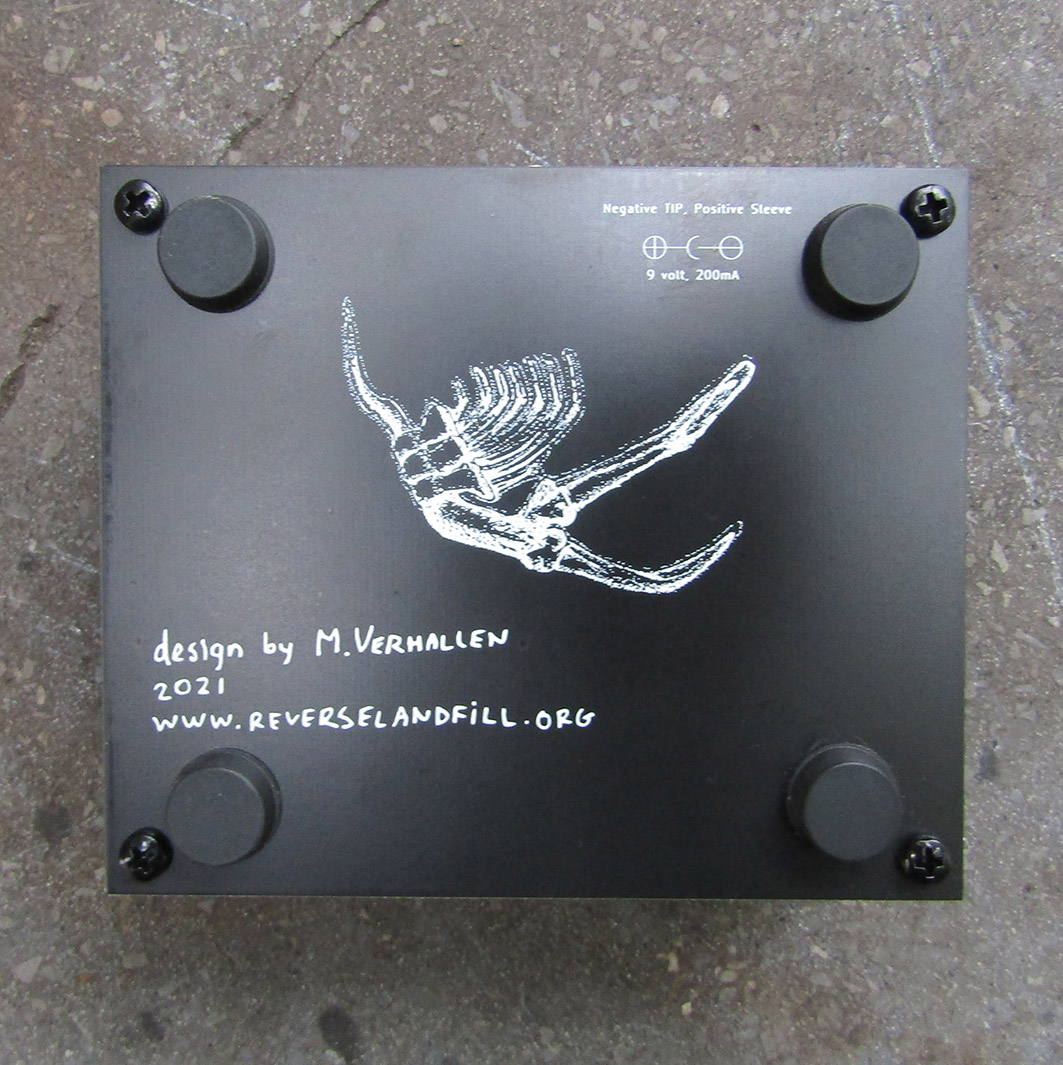 Negative TIP, Positive Sleeve
9 volt, 200mA
design by M.VERHALLEN
2021
WWW.REVERSELANDFiLL.ORG